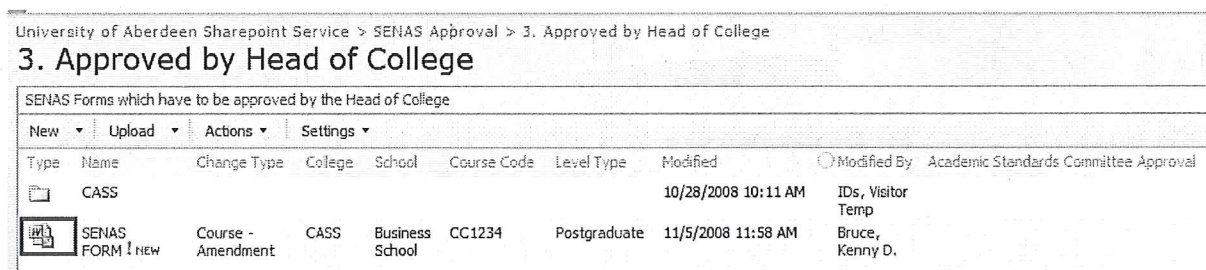 University of Aberdeen Sharepoint Service > SENAS Approval > 3. Approved by Head of College
3. Approved by Head of College
SENAS Forms which have to be approved by the Head of College
New Upload Actions Settings
Type Name Change Type College School Course Code Level Type Modified Modified By Academic Standards Committee Approval
CASS 10/28/2008 10:11 AM IDs, Visitor
Temp
SENAS Course - CASS Business CC1234 Postgraduate 11/5/2008 11:58 AM Bruce,
FORM ! NEW Amendment School Kenny D.